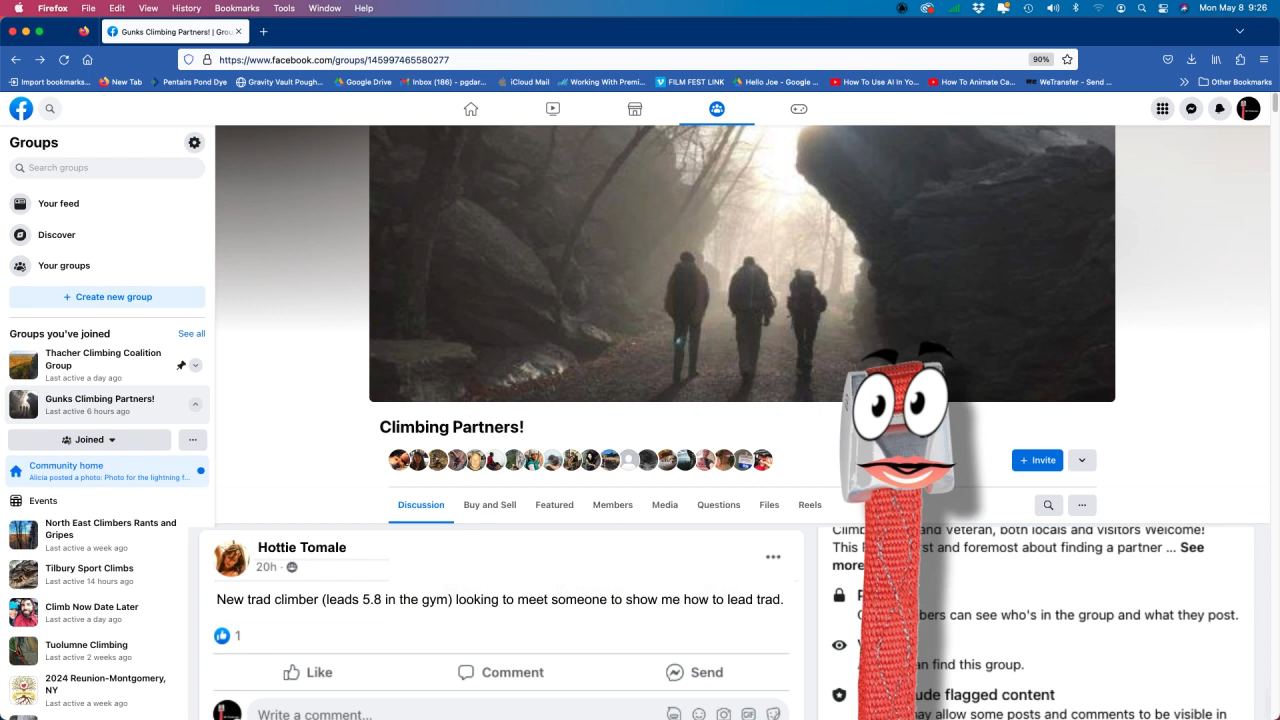 Firefox File Edit View History Bookmarks Tools Window Help
Mon May 8 9:26
Gunks Climbing Partners! | Grou
https://www.facebook.com/groups/145997465580277
90%
Import bookmarks... New Tab Pentairs Pond Dye Gravity Vault Pough... Google Drive Inbox (186) - pgdar... iCloud Mail Working With Premi... FILM FEST LINK Hello Joe - Google ... How To Use AI In Yo... How To Animate Ca... WeTransfer - Send ... Other Bookmarks
Groups
Search groups
Your feed
Discover
Your groups
+ Create new group
Groups you've joined See all
Thacher Climbing Coalition
Group
Last active a day ago
Gunks Climbing Partners!
Last active 6 hours ago
Joined
Community home
Alicia posted a photo: Photo for the lightning f...
Events
North East Climbers Rants and
Gripes
Last active a week ago
Tilbury Sport Climbs
Last active 14 hours ago
Climb Now Date Later
Last active a day ago
Tuolumne Climbing
Last active 2 weeks ago
2024 Reunion-Montgomery,
NY
Last active a week ago
Climbing Partners!
+ Invite
Discussion Buy and Sell Featured Members Media Questions Files Reels
Hottie Tomale
20h
New trad climber (leads 5.8 in the gym) looking to meet someone to show me how to lead trad.
1
Like Comment Send
Write a comment...
and veteran, both locals and visitors Welcome!
This and foremost about finding a partner ... See
more
can see who's in the group and what they post.
find this group.
flagged content
allow some posts and comments to be visible in